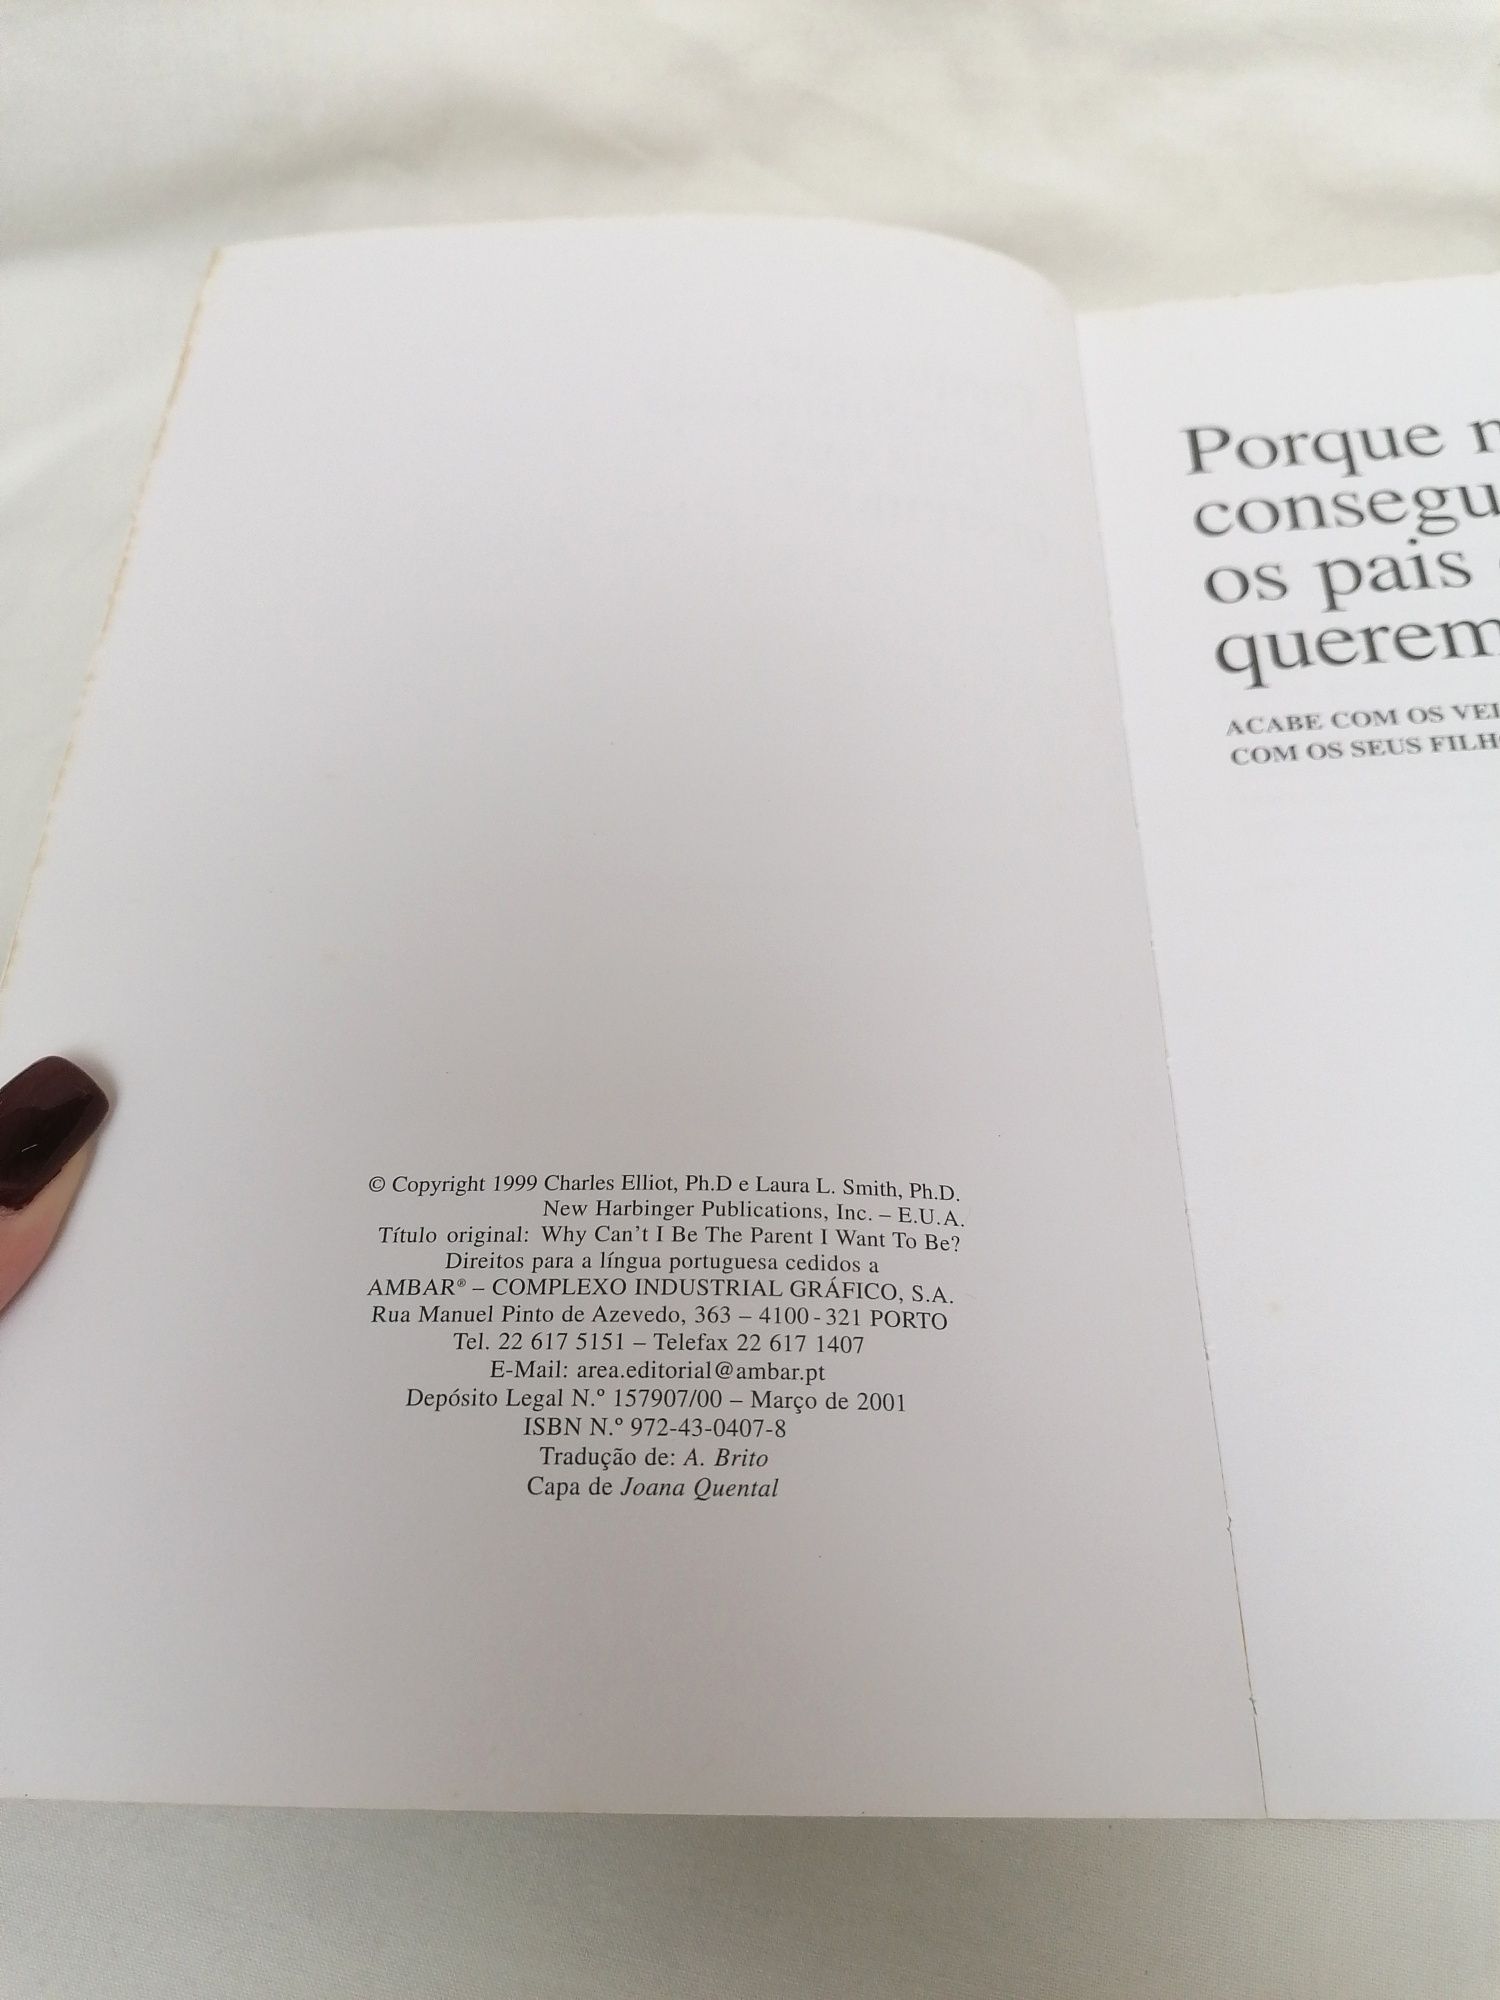 © Copyright 1999 Charles Elliot, Ph.D e Laura L. Smith, Ph.D.
New Harbinger Publications, Inc. – E.U.A.
Título original: Why Can't I Be The Parent I Want To Be?
Direitos para a língua portuguesa cedidos a
AMBAR® – COMPLEXO INDUSTRIAL GRÁFICO, S.A.
Rua Manuel Pinto de Azevedo, 363 – 4100-321 PORTO
Tel. 22 617 5151 – Telefax 22 617 1407
E-Mail: area.editorial@ambar.pt
Depósito Legal N.º 157907/00 – Março de 2001
ISBN N.º 972-43-0407-8
Tradução de: A. Brito
Capa de Joana Quental
Porque
consegu
os pais
querem
ACABE COM OS
COM OS SEUS FILH